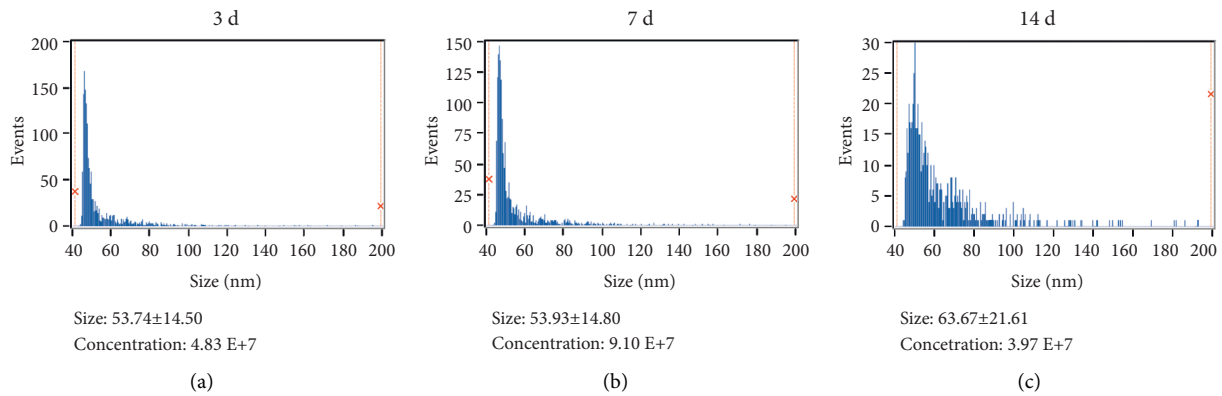 3 d
200
150
100
50
0
Events
40 60 80 100 120 140 160 180 200
Size (nm)
Size: 53.74±14.50
Concentration: 4.83 E+7
(a)
7 d
150
125
100
75
50
25
0
Events
40 60 80 100 120 140 160 180 200
Size (nm)
Size: 53.93±14.80
Concentration: 9.10 E+7
(b)
14 d
30
25
20
15
10
5
0
Events
40 60 80 100 120 140 160 180 200
Size (nm)
Size: 63.67±21.61
Concetration: 3.97 E+7
(c)